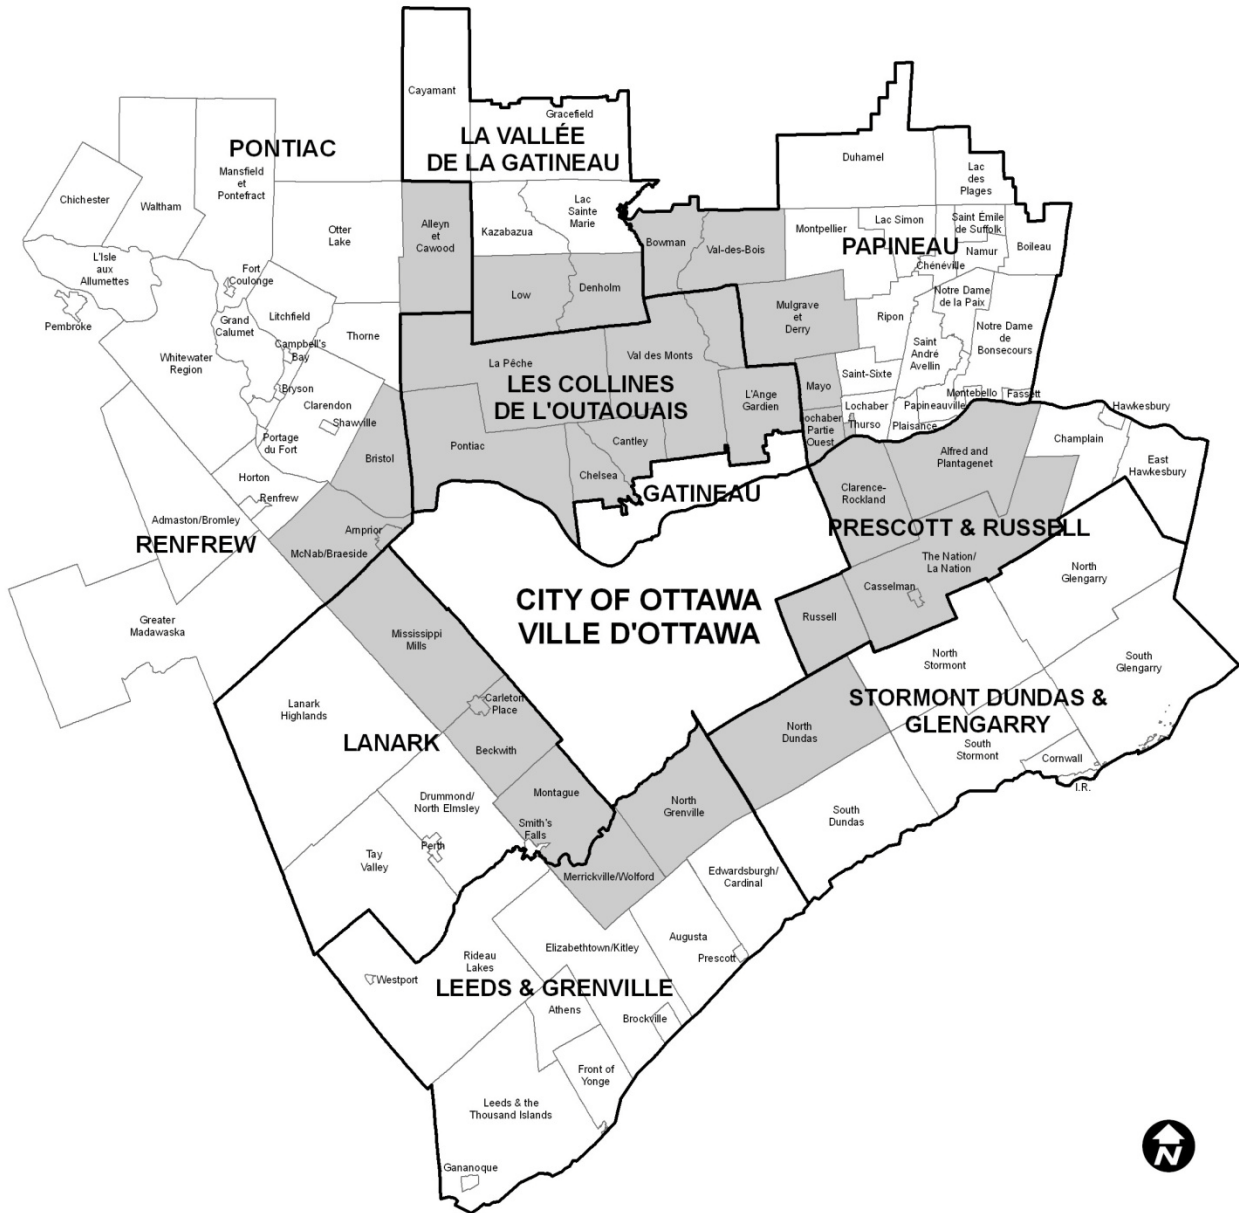 Cayamant
Gracefield
LA VALLÉE
DE LA GATINEAU
PONTIAC
Mansfield
et
Pontefract
Chichester
Waltham
Otter
Lake
Alleyn
et
Cawood
Kazabazua
Lac
Sainte
Marie
Low
Denholm
L'Isle
aux
Allumettes
Pembroke
Fort
Coulonge
Grand
Calumet
Litchfield
Campbell's
Bay
Thorne
Whitewater
Region
Bryson
Clarendon
Shawville
Portage
du Fort
Bristol
Duhamel
Lac
des
Plages
Bowman
Val-des-Bois
Montpellier
Lac Simon
Saint Émile
de Suffolk
PAPINEAU
Namur
Boileau
Chénéville
Notre Dame
de la Paix
Mulgrave
et
Derry
Ripon
Saint
André
Avellin
Notre Dame
de
Bonsecours
Mayo
Saint-Sixte
Lochaber
Partie
Ouest
Lochaber
Thurso
Plaisance
Papineauville
Montebello
Fassett
La Pêche
Val des Monts
LES COLLINES
DE L'OUTAOUAIS
L'Ange
Gardien
Pontiac
Cantley
Chelsea
GATINEAU
Hawkesbury
Champlain
East
Hawkesbury
Alfred and
Plantagenet
Clarence-
Rockland
PRESCOTT & RUSSELL
The Nation/
La Nation
Casselman
Russell
Horton
Renfrew
Admaston/Bromley
RENFREW
Arnprior
McNab/Braeside
Greater
Madawaska
CITY OF OTTAWA
VILLE D'OTTAWA
North
Glengarry
North
Stormont
South
Glengarry
STORMONT DUNDAS &
GLENGARRY
North
Dundas
South
Stormont
Cornwall
I.R.
South
Dundas
Mississippi
Mills
Lanark
Highlands
Carleton
Place
LANARK
Beckwith
Drummond/
North Elmsley
Montague
Smith's
Falls
Perth
Tay
Valley
North
Grenville
Merrickville/Wolford
Edwardsburgh/
Cardinal
Augusta
Prescott
Elizabethtown/Kitley
Rideau
Lakes
Westport
LEEDS & GRENVILLE
Athens
Brockville
Front of
Yonge
Leeds & the
Thousand Islands
Gananoque
N